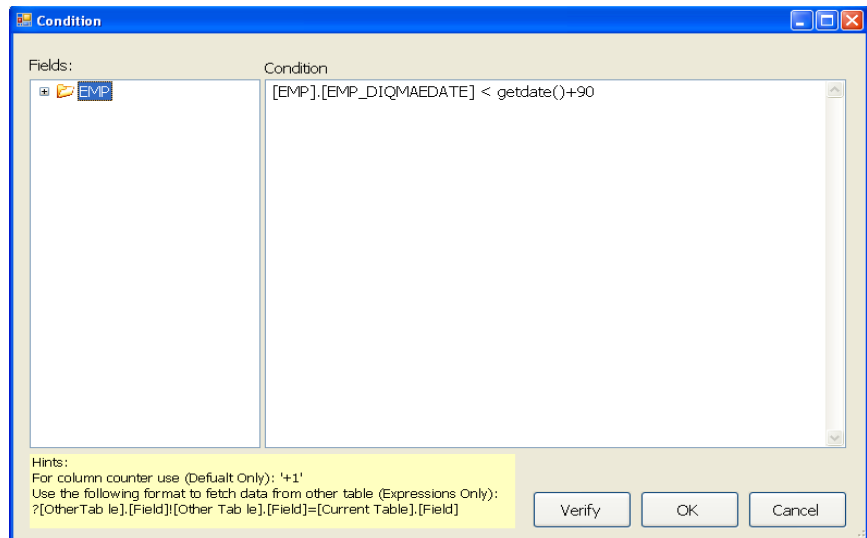 Condition
Fields:
Condition
EMP
[EMP].[EMP_DIQMAEDATE] < getdate()+90
Hints:
For column counter use (Defualt Only): '+1'
Use the following format to fetch data from other table (Expressions Only):
?[OtherTab le].[Field]![Other Tab le].[Field]=[Current Table].[Field]
Verify
OK
Cancel